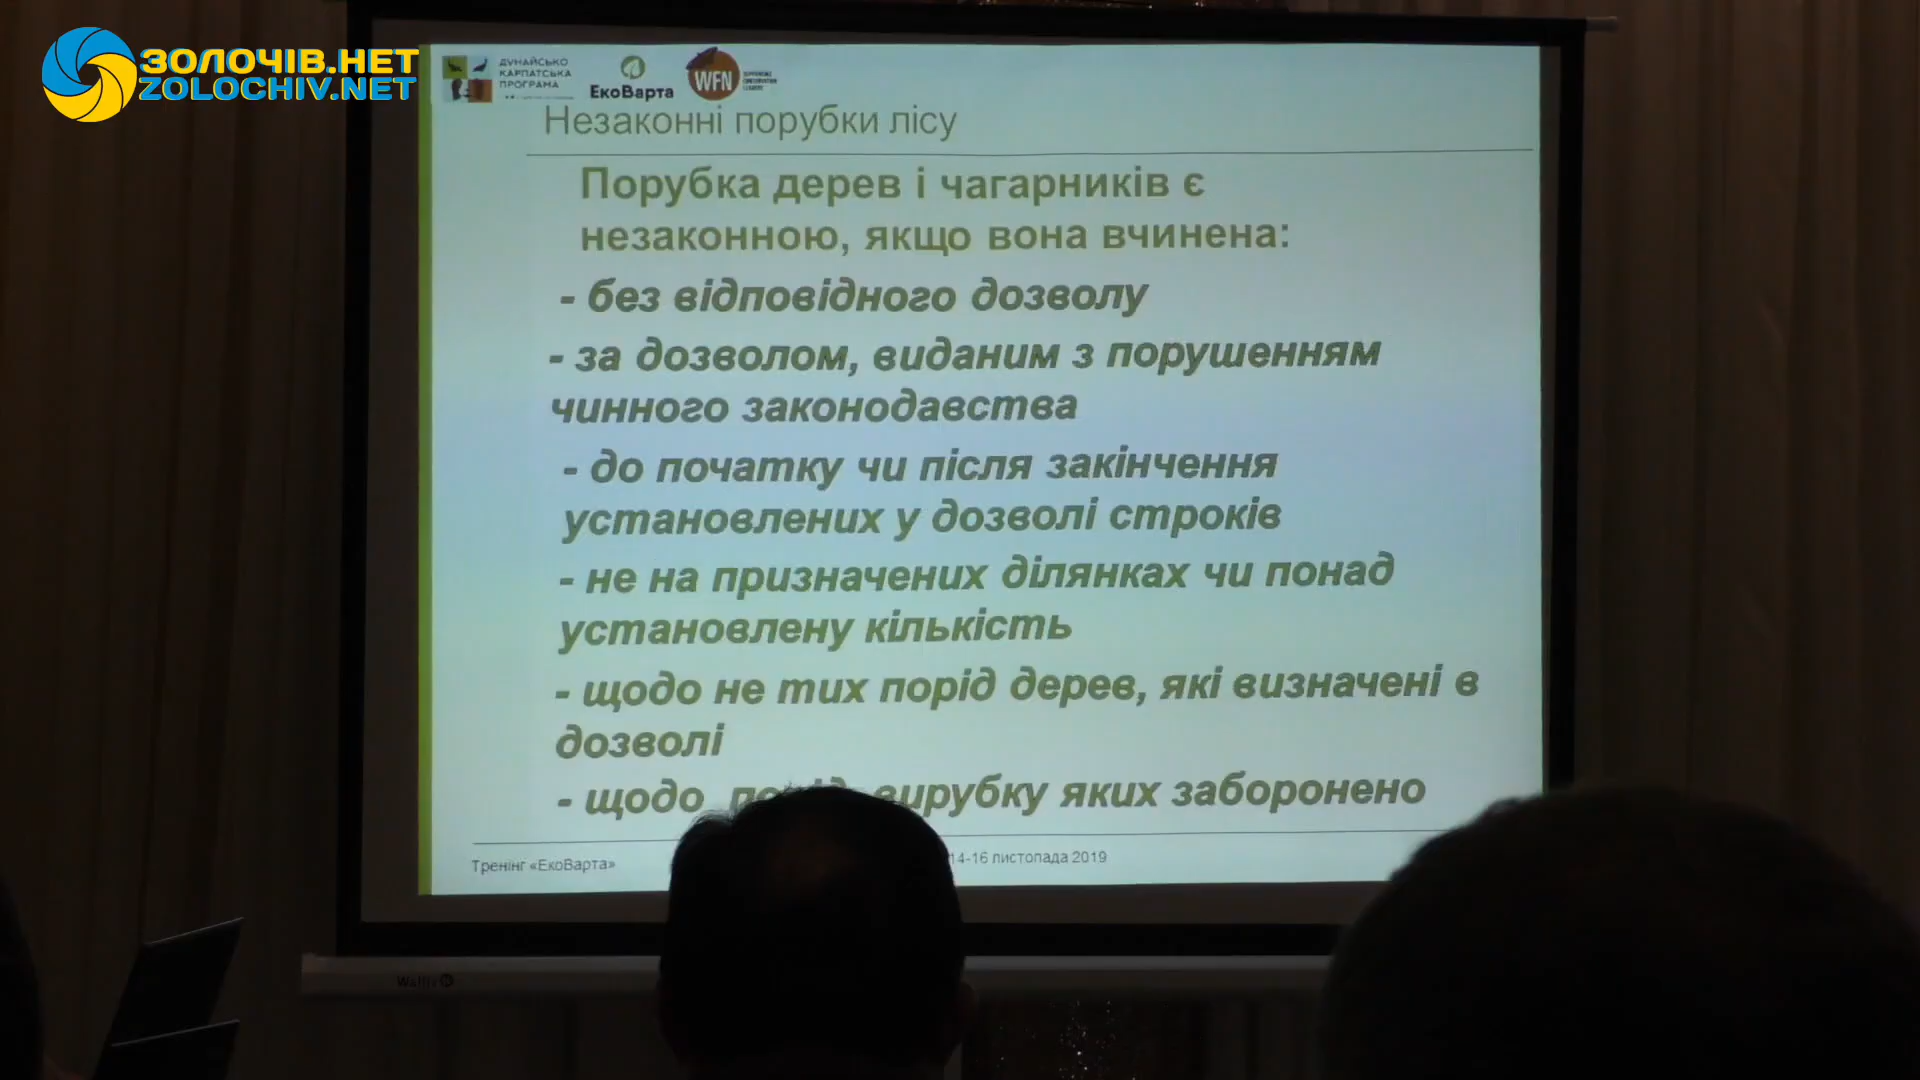 ЗОЛОЧІВ.НЕТ
ZOLOCHIV.NET
ДУНАЙСЬКО
КАРПАТСЬКА
ПРОГРАМА
ЕкоВарта
WFN
Незаконні порубки лісу
Порубка дерев і чагарників є
незаконною, якщо вона вчинена:
- без відповідного дозволу
- за дозволом, виданим з порушенням
чинного законодавства
- до початку чи після закінчення
установлених у дозволі строків
- не на призначених ділянках чи понад
установлену кількість
- щодо не тих порід дерев, які визначені в
дозволі
- щодо вирубку яких заборонено
Тренінг «ЕкоВарта»
14-16 листопада 2019